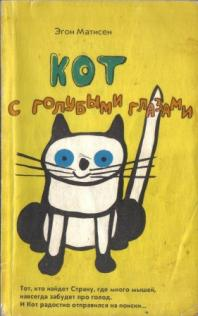 Эгон Матисен
КОТ
С ГОЛУБЫМИ ГЛАЗАМИ
Тот, кто найдет Страну, где много мышей,
навсегда забудет про голод.
И Кот радостно отправился на поиски...